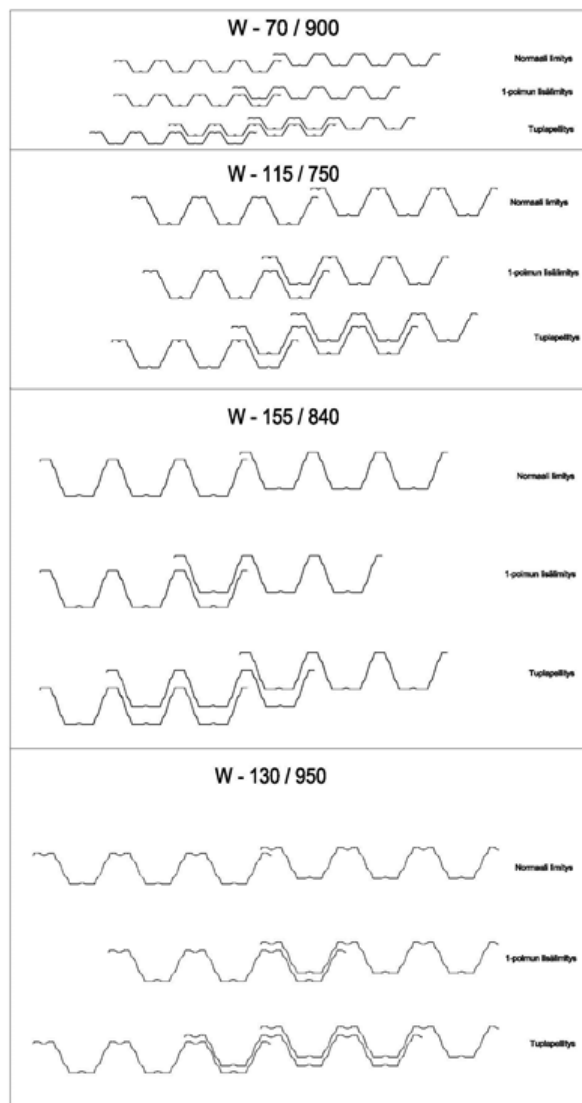 W - 70 / 900
Normaali limitys
1-poimun lisälimitys
Tuplapellitys
W - 115 / 750
Normaali limitys
1-poimun lisälimitys
Tuplapellitys
W - 155 / 840
Normaali limitys
1-poimun lisälimitys
Tuplapellitys
W - 130 / 950
Normaali limitys
1-poimun lisälimitys
Tuplapellitys